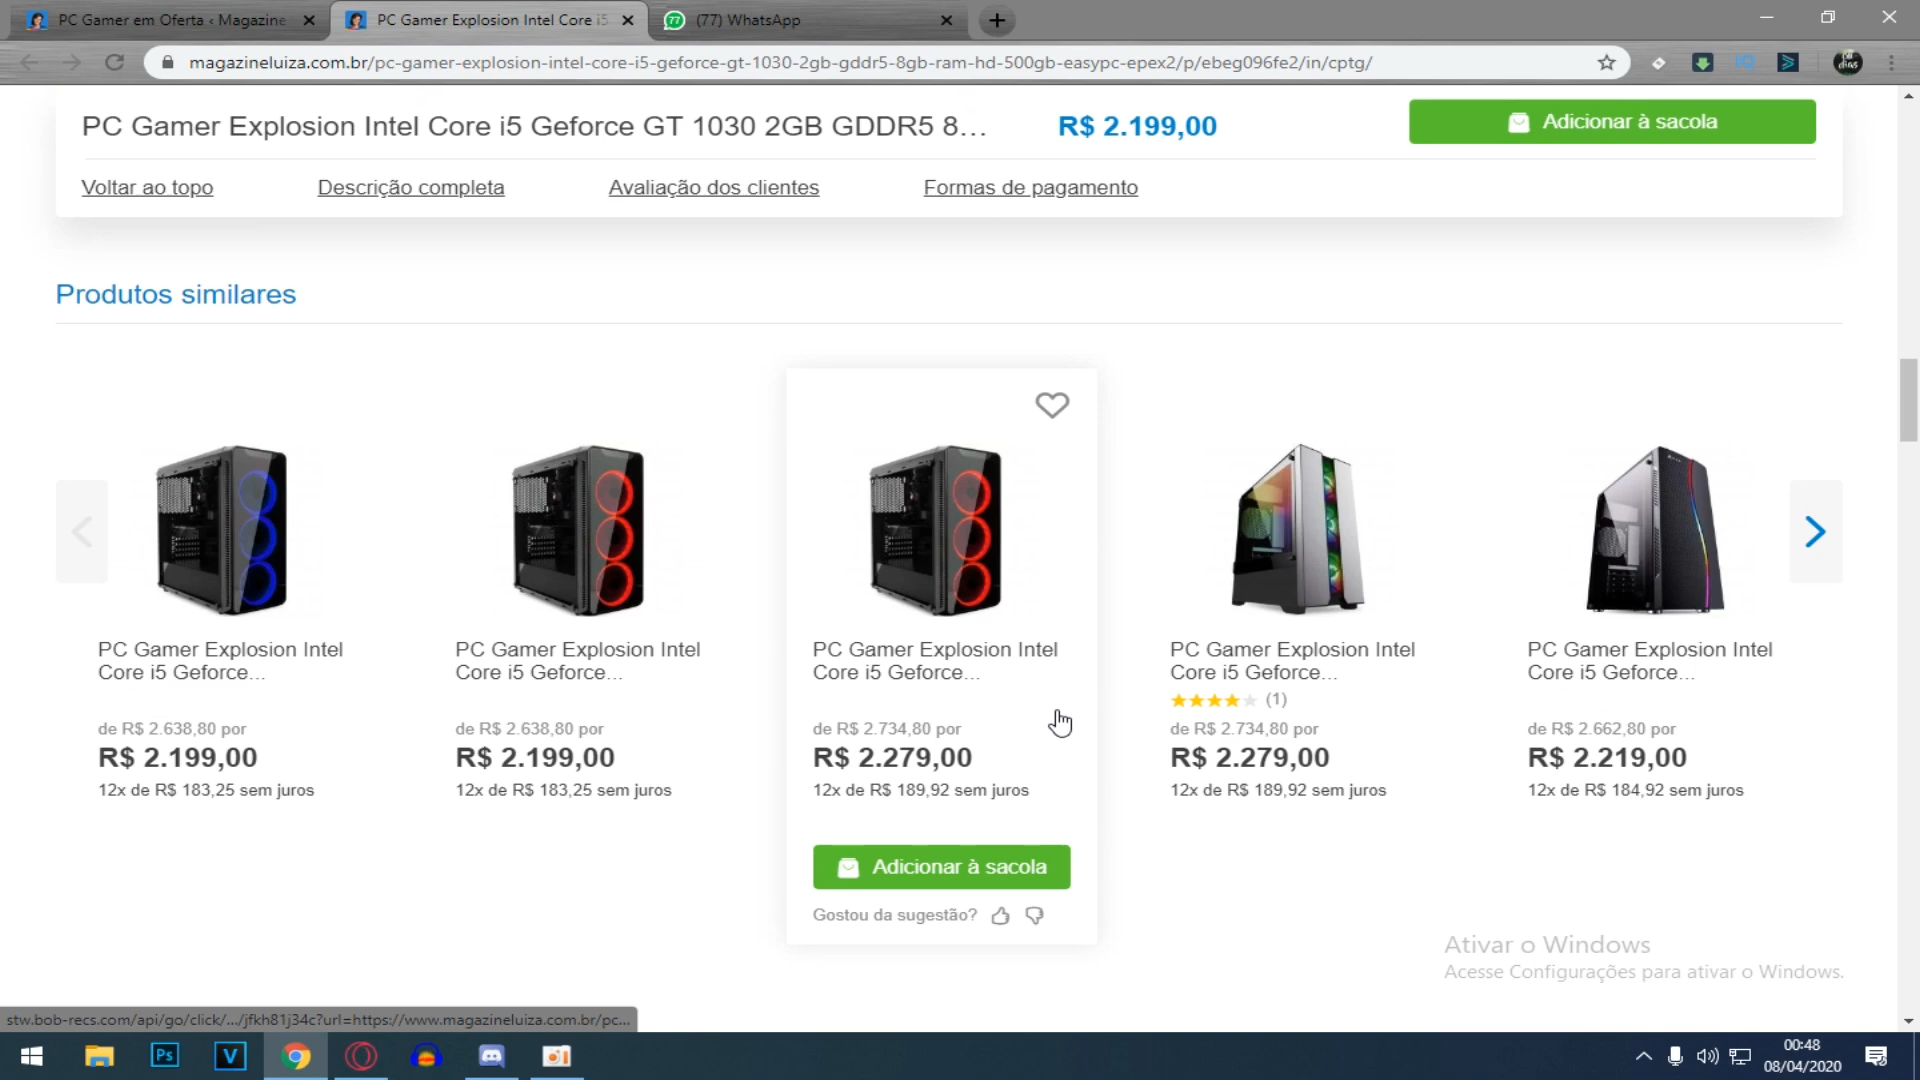 PC Gamer em Oferta ‹ Magazine
PC Gamer Explosion Intel Core i5
77
(77) WhatsApp
magazineluiza.com.br/pc-gamer-explosion-intel-core-i5-geforce-gt-1030-2gb-gddr5-8gb-ram-hd-500gb-easypc-epex2/p/ebeg096fe2/in/cptg/
PC Gamer Explosion Intel Core i5 Geforce GT 1030 2GB GDDR5 8...
R$ 2.199,00
Adicionar à sacola
Voltar ao topo
Descrição completa
Avaliação dos clientes
Formas de pagamento
Produtos similares
PC Gamer Explosion Intel
Core i5 Geforce...
de R$ 2.638,80 por
R$ 2.199,00
12x de R$ 183,25 sem juros
PC Gamer Explosion Intel
Core i5 Geforce...
de R$ 2.638,80 por
R$ 2.199,00
12x de R$ 183,25 sem juros
PC Gamer Explosion Intel
Core i5 Geforce...
de R$ 2.734,80 por
R$ 2.279,00
12x de R$ 189,92 sem juros
Adicionar à sacola
Gostou da sugestão?
PC Gamer Explosion Intel
Core i5 Geforce...
(1)
de R$ 2.734,80 por
R$ 2.279,00
12x de R$ 189,92 sem juros
PC Gamer Explosion Intel
Core i5 Geforce...
de R$ 2.662,80 por
R$ 2.219,00
12x de R$ 184,92 sem juros
Ativar o Windows
Acesse Configurações para ativar o Windows.
stw.bob-recs.com/api/go/click/.../jfkh81j34c?url=https://www.magazineluiza.com.br/pc...
Ps
V
00:48
08/04/2020